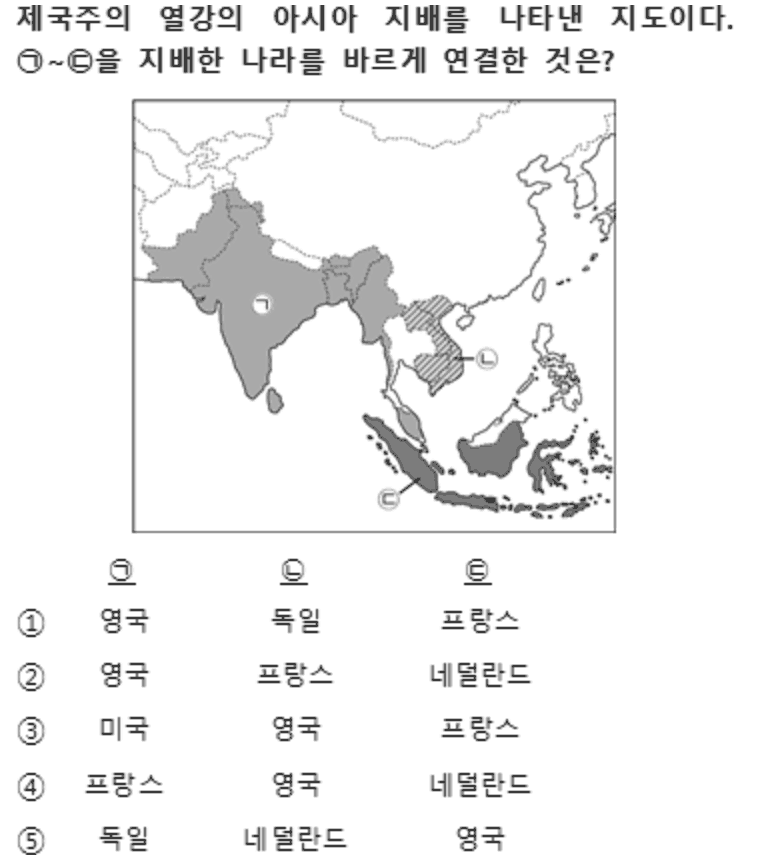 제국주의 열강의 아시아 지배를 나타낸 지도이다.
㉠~㉢을 지배한 나라를 바르게 연결한 것은?
㉠
㉡
㉢
㉠ ㉡ ㉢
① 영국 독일 프랑스
② 영국 프랑스 네덜란드
③ 미국 영국 프랑스
④ 프랑스 영국 네덜란드
⑤ 독일 네덜란드 영국